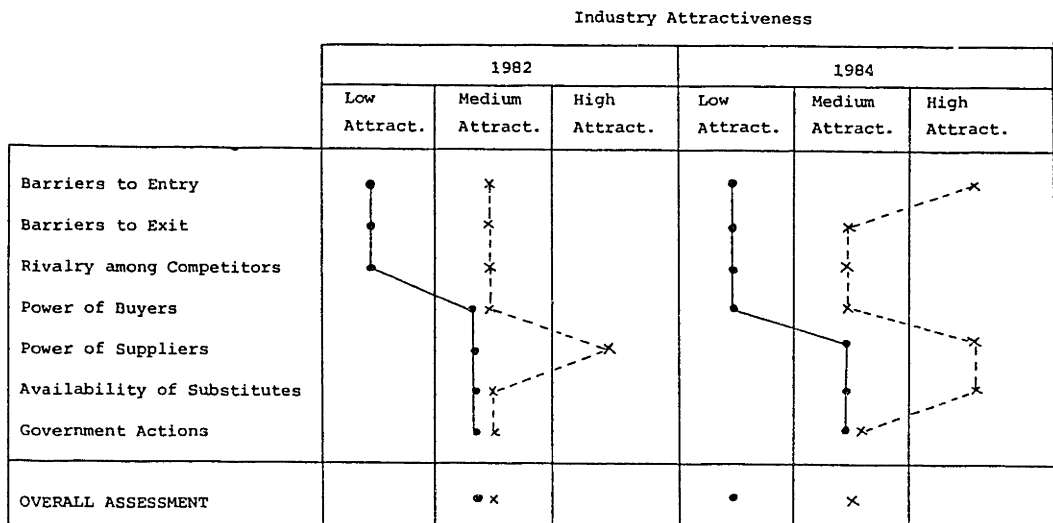 Industry Attractiveness
1982 1984
Low Medium High Low Medium High
Attract. Attract. Attract. Attract. Attract. Attract.
Barriers to Entry
Barriers to Exit
Rivalry among Competitors
Power of Buyers
Power of Suppliers
Availability of Substitutes
Government Actions
OVERALL ASSESSMENT